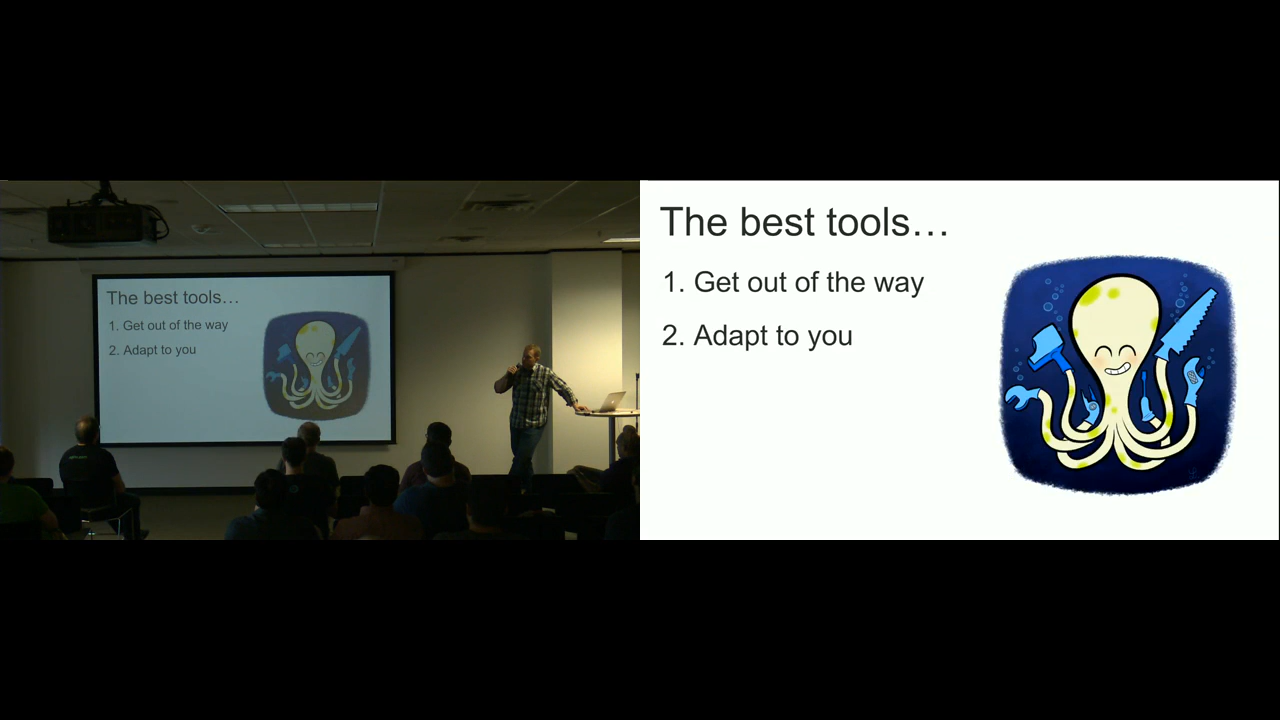 The best tools…
1. Get out of the way
2. Adapt to you
The best tools…
1. Get out of the way
2. Adapt to you